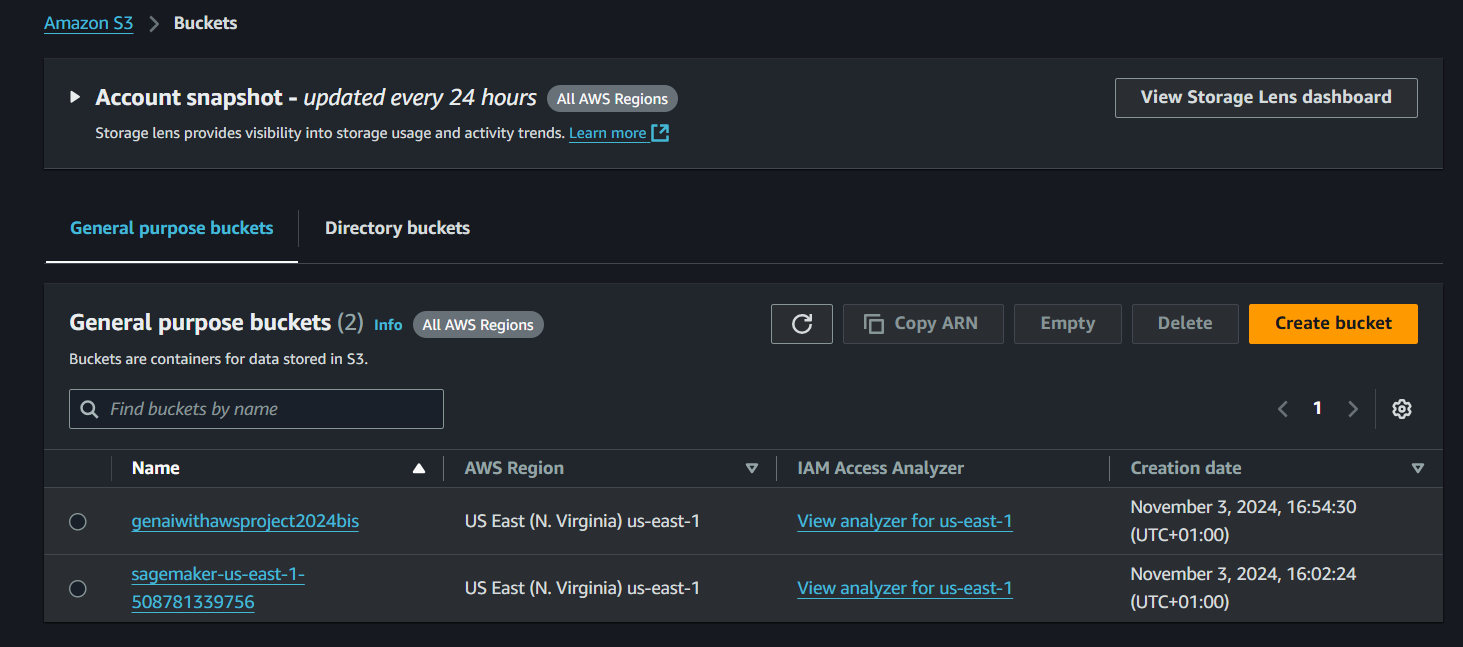 Amazon S3 > Buckets
Account snapshot - updated every 24 hours All AWS Regions
View Storage Lens dashboard
Storage lens provides visibility into storage usage and activity trends. Learn more
General purpose buckets Directory buckets
General purpose buckets (2) Info All AWS Regions
Copy ARN Empty Delete Create bucket
Buckets are containers for data stored in S3.
Find buckets by name
1
Name AWS Region IAM Access Analyzer Creation date
genaiwithawsproject2024bis US East (N. Virginia) us-east-1 View analyzer for us-east-1 November 3, 2024, 16:54:30
(UTC+01:00)
sagemaker-us-east-1-
508781339756
US East (N. Virginia) us-east-1 View analyzer for us-east-1
November 3, 2024, 16:02:24
(UTC+01:00)